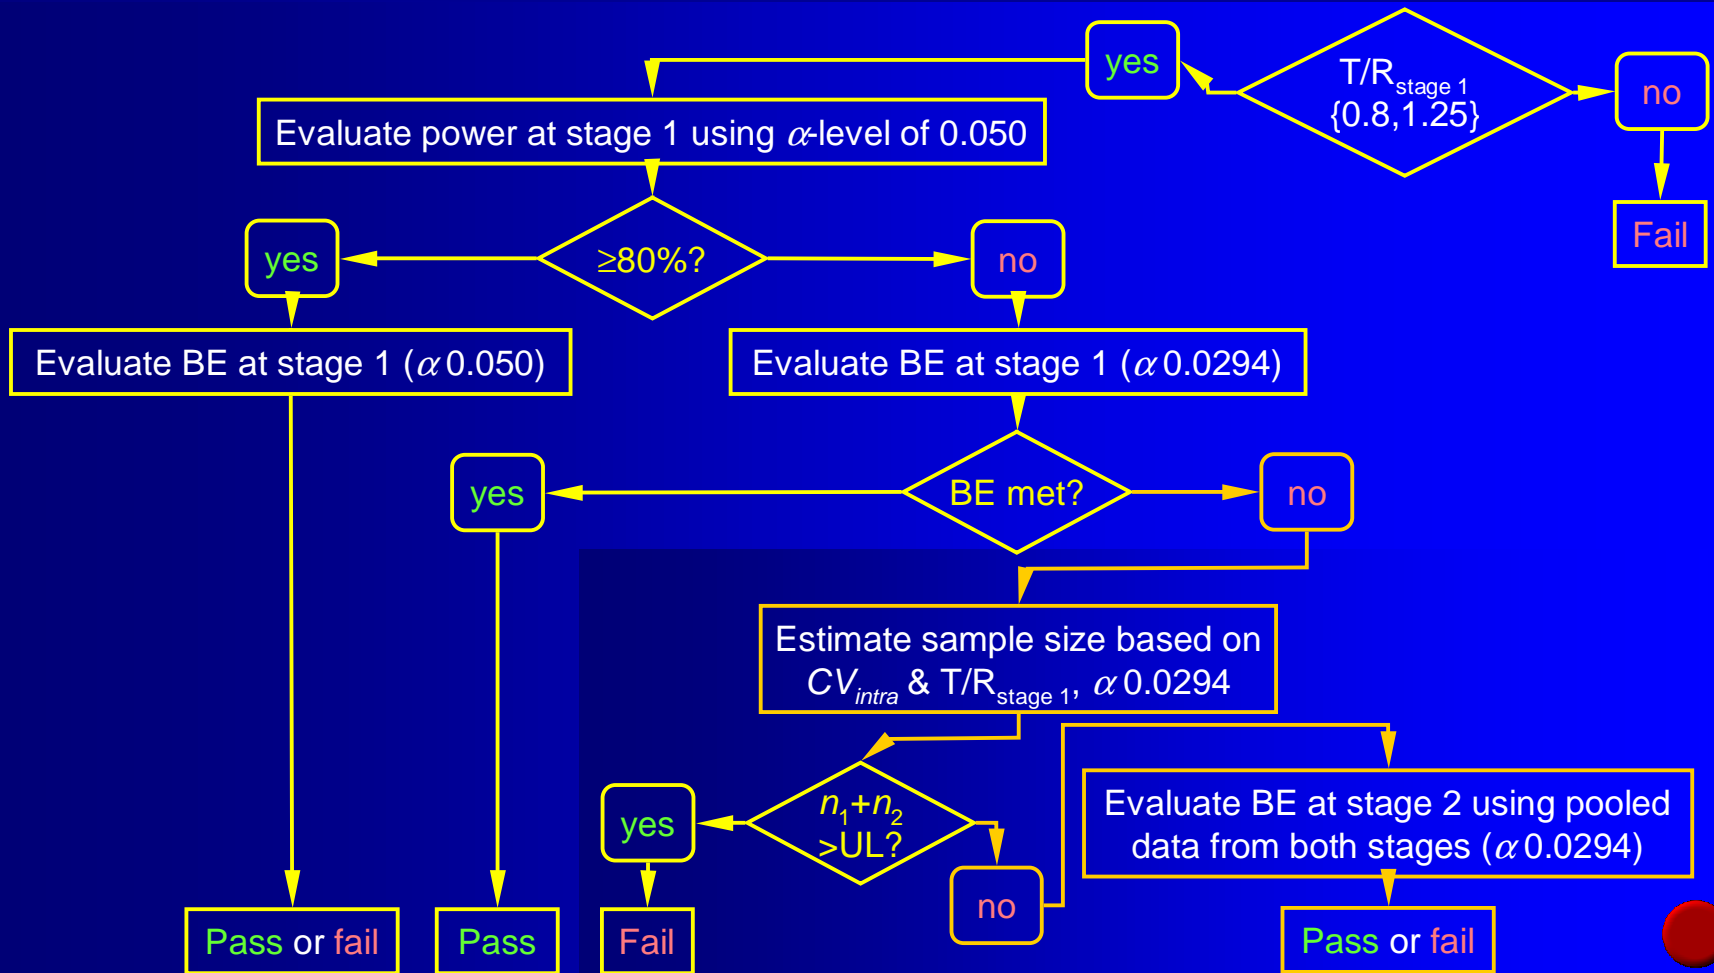 yes
T/R stage 1
{0.8,1.25}
no
Evaluate power at stage 1 using α-level of 0.050
Fail
yes
≥80%?
no
Evaluate BE at stage 1 (α 0.050)
Evaluate BE at stage 1 (α 0.0294)
yes
BE met?
no
Estimate sample size based on
CVintra & T/Rstage 1, α 0.0294
yes
n1+n2
>UL?
no
Evaluate BE at stage 2 using pooled
data from both stages (α 0.0294)
Pass or fail
Pass
Fail
Pass or fail